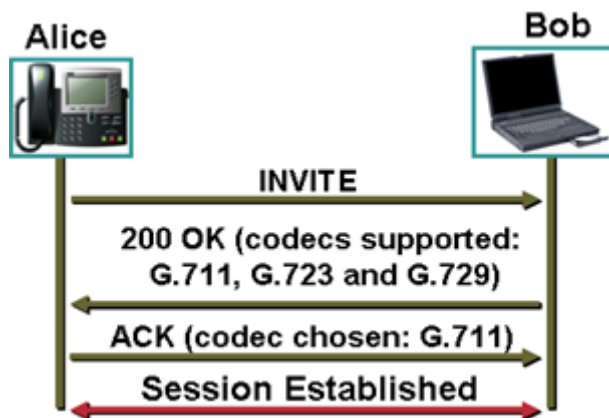 Alice
Bob
INVITE
200 OK (codecs supported:
G.711, G.723 and G.729)
ACK (codec chosen: G.711)
Session Established